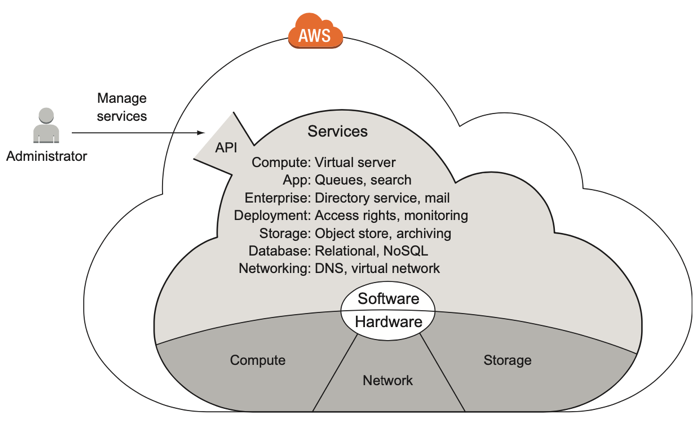 AWS
Manage
services
Administrator
API
Services
Compute: Virtual server
App: Queues, search
Enterprise: Directory service, mail
Deployment: Access rights, monitoring
Storage: Object store, archiving
Database: Relational, NoSQL
Networking: DNS, virtual network
Software
Hardware
Compute
Network
Storage